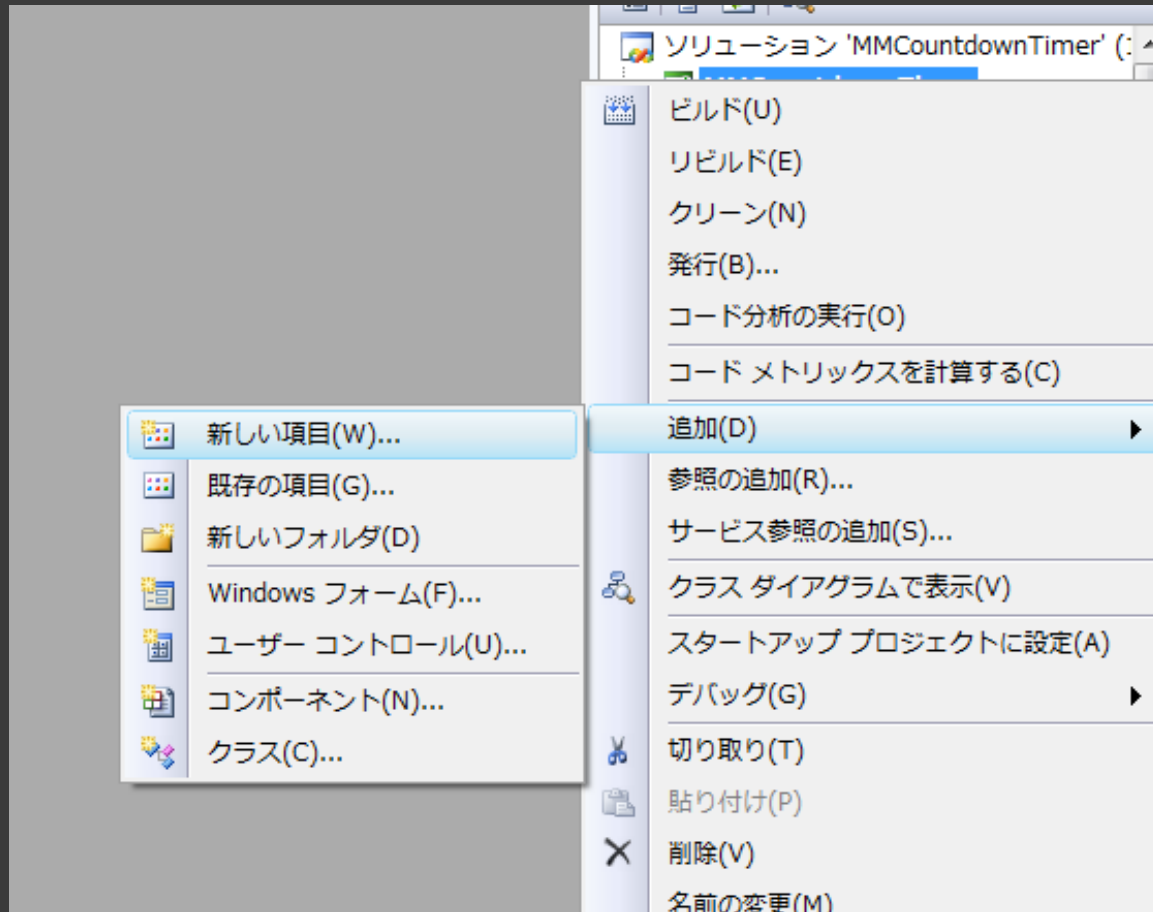 ソリューション 'MMCountdownTimer' (
ビルド(U)
リビルド(E)
クリーン(N)
発行(B)...
コード分析の実行(O)
コード メトリックスを計算する(C)
追加(D)
参照の追加(R)...
サービス参照の追加(S)...
クラス ダイアグラムで表示(V)
スタートアップ プロジェクトに設定(A)
デバッグ(G)
切り取り(T)
貼り付け(P)
削除(V)
名前の変更(M)
新しい項目(W)...
既存の項目(G)...
新しいフォルダ(D)
Windows フォーム(F)...
ユーザー コントロール(U)...
コンポーネント(N)...
クラス(C)...